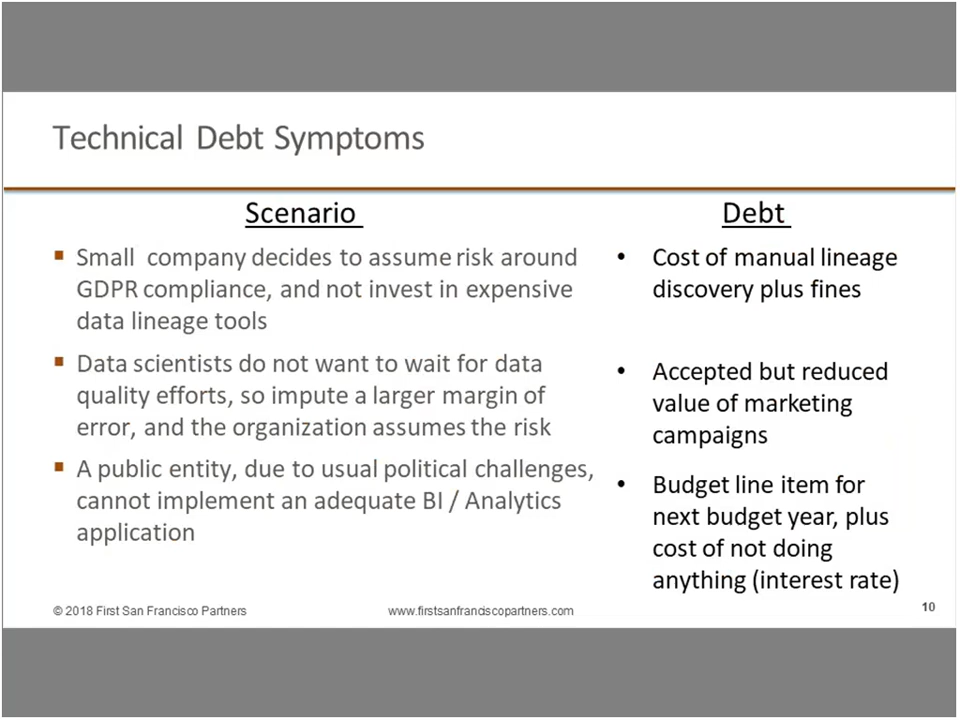 Technical Debt Symptoms
Scenario
Small company decides to assume risk around
GDPR compliance, and not invest in expensive
data lineage tools
Data scientists do not want to wait for data
quality efforts, so impute a larger margin of
error, and the organization assumes the risk
A public entity, due to usual political challenges,
cannot implement an adequate BI / Analytics
application
Debt
Cost of manual lineage
discovery plus fines
Accepted but reduced
value of marketing
campaigns
Budget line item for
next budget year, plus
cost of not doing
anything (interest rate)
© 2018 First San Francisco Partners
www.firstsanfranciscopartners.com
10